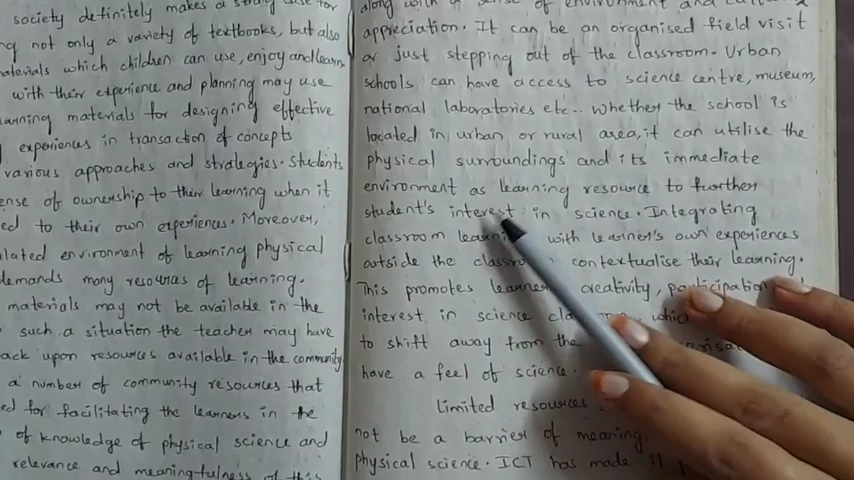 society definitely makes a strong case for
ng not only a variety of textbooks, but also
materials which children can use, enjoy and learn
with their experience and planning may use
arning materials for designing effective
experiences in transaction of concepts
various approaches and strategies. Students
ense of ownership to their learning when it
ed to their own experiences. Moreover,
lated environment of learning physical
demands many resources of learning.
materials may not be available in the
such a situation the teacher may have
ack upon resources available in the community
a number of community resources that
ed for facilitating the learners in the
of knowledge of physical science and
relevance and meaningfulness of this
along with a sense of environment and
appreciation. It can be an organised field visit
or just stepping out of the classroom. Urban
schools can have access to science centre, museum,
national laboratories etc.. Whether the school is
located in urban or rural area, it can utilise the
physical surroundings and its immediate
environment as learning resource to further
student's interest in science. Integrating
classroom learning with learner's own experiences
outside the classro contextualise their learning.
This promotes learner creativity, participation
interest in science
to shift away from the
have a feel of science.
Limited resources
not be a barrier of meaning.
physical science. ICT has made it